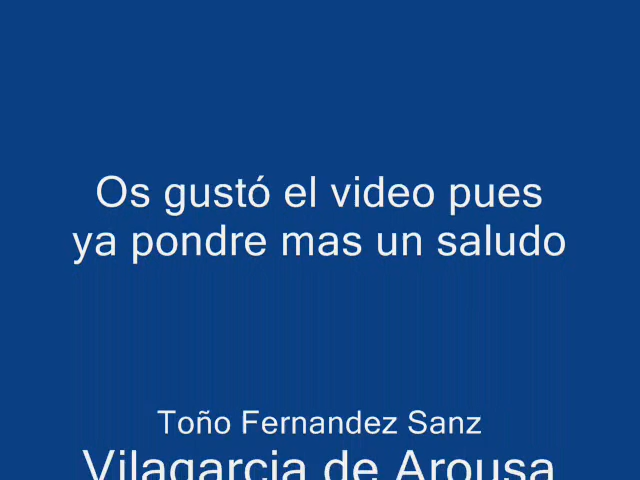 Os gustó el video pues
ya pondre mas un saludo
Toño Fernandez Sanz
Vilagarcia de Arousa